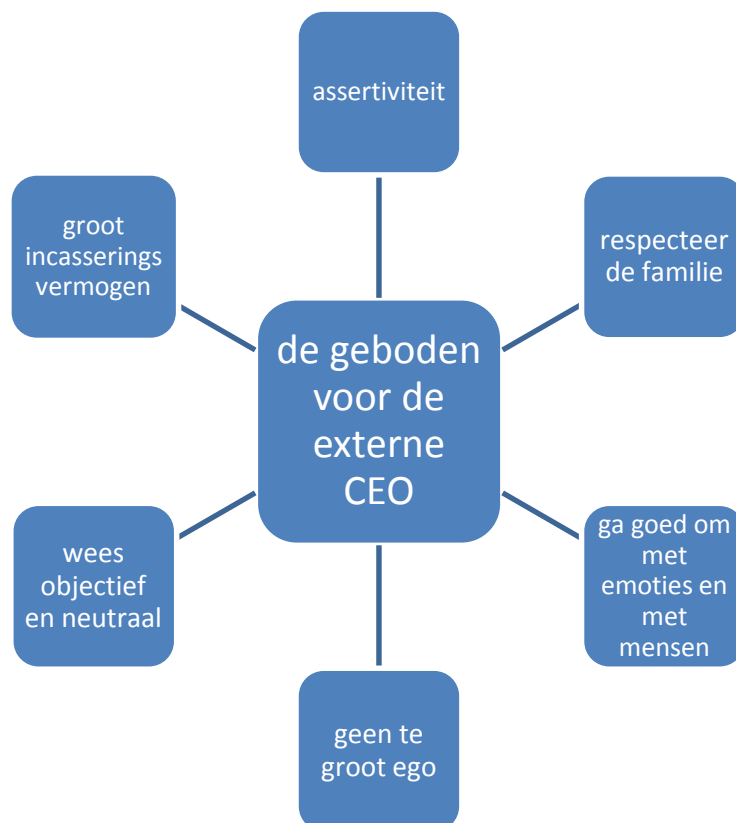 assertiviteit
groot
incasserings
vermogen
respecteer
de familie
de geboden
voor de
externe
CEO
wees
objectief
en neutraal
ga goed om
met
emoties en
met
mensen
geen te
groot ego